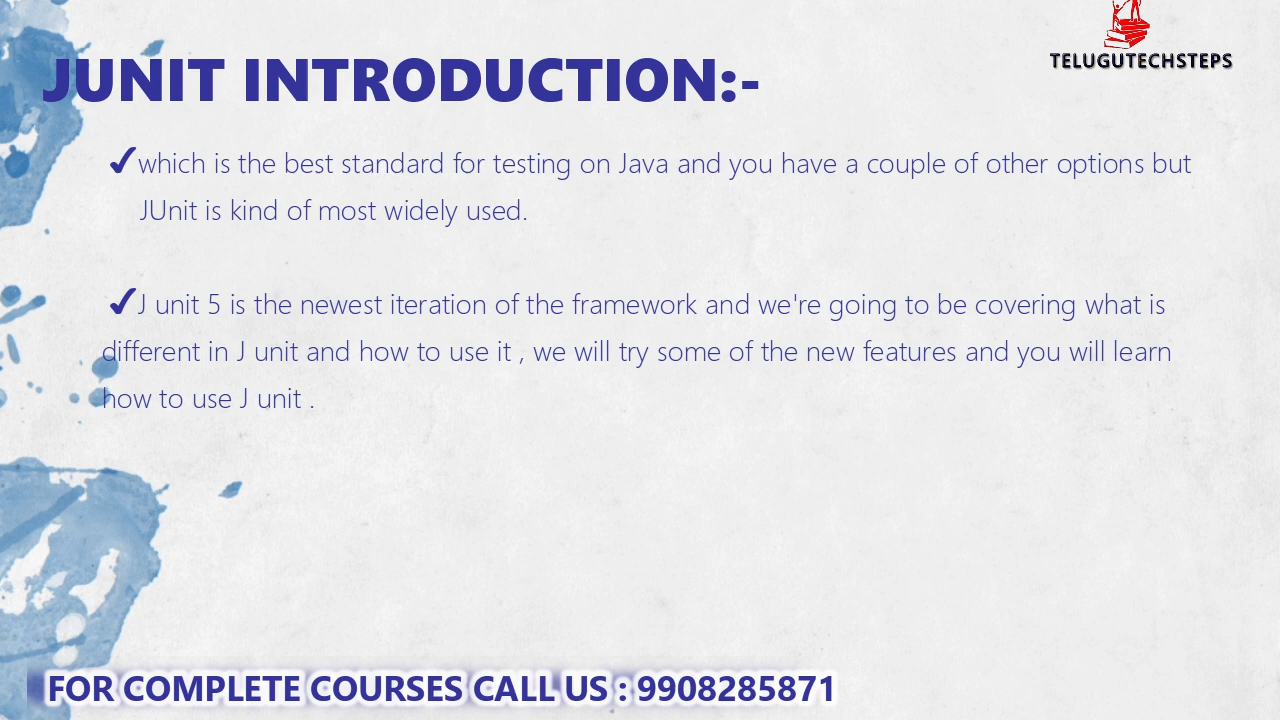 TELUGUTECHSTEPS
JUNIT INTRODUCTION:-
✔which is the best standard for testing on Java and you have a couple of other options but
JUnit is kind of most widely used.
✔J unit 5 is the newest iteration of the framework and we're going to be covering what is
different in J unit and how to use it , we will try some of the new features and you will learn
how to use J unit .
FOR COMPLETE COURSES CALL US : 9908285871